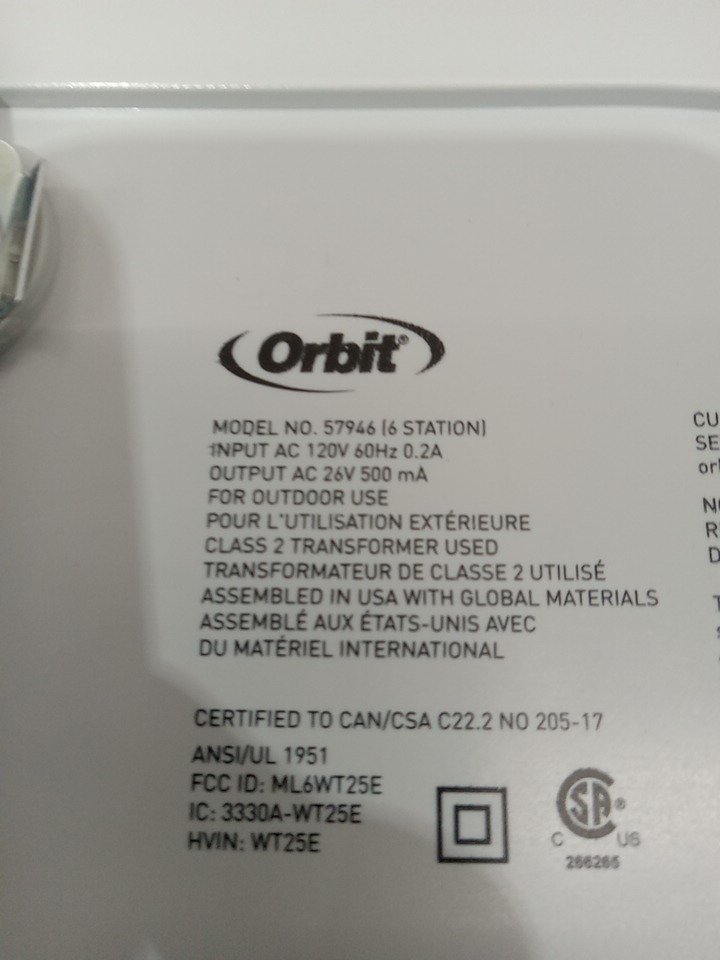 Orbit®
MODEL NO. 57946 (6 STATION)
INPUT AC 120V 60Hz 0.2A
OUTPUT AC 26V 500 mA
FOR OUTDOOR USE
POUR L'UTILISATION EXTÉRIEURE
CLASS 2 TRANSFORMER USED
TRANSFORMATEUR DE CLASSE 2 UTILISÉ
ASSEMBLED IN USA WITH GLOBAL MATERIALS
ASSEMBLÉ AUX ÉTATS-UNIS AVEC
DU MATÉRIEL INTERNATIONAL
CERTIFIED TO CAN/CSA C22.2 NO 205-17
ANSI/UL 1951
FCC ID: ML6WT25E
IC: 3330A-WT25E
HVIN: WT25E
SA®
C US
266265